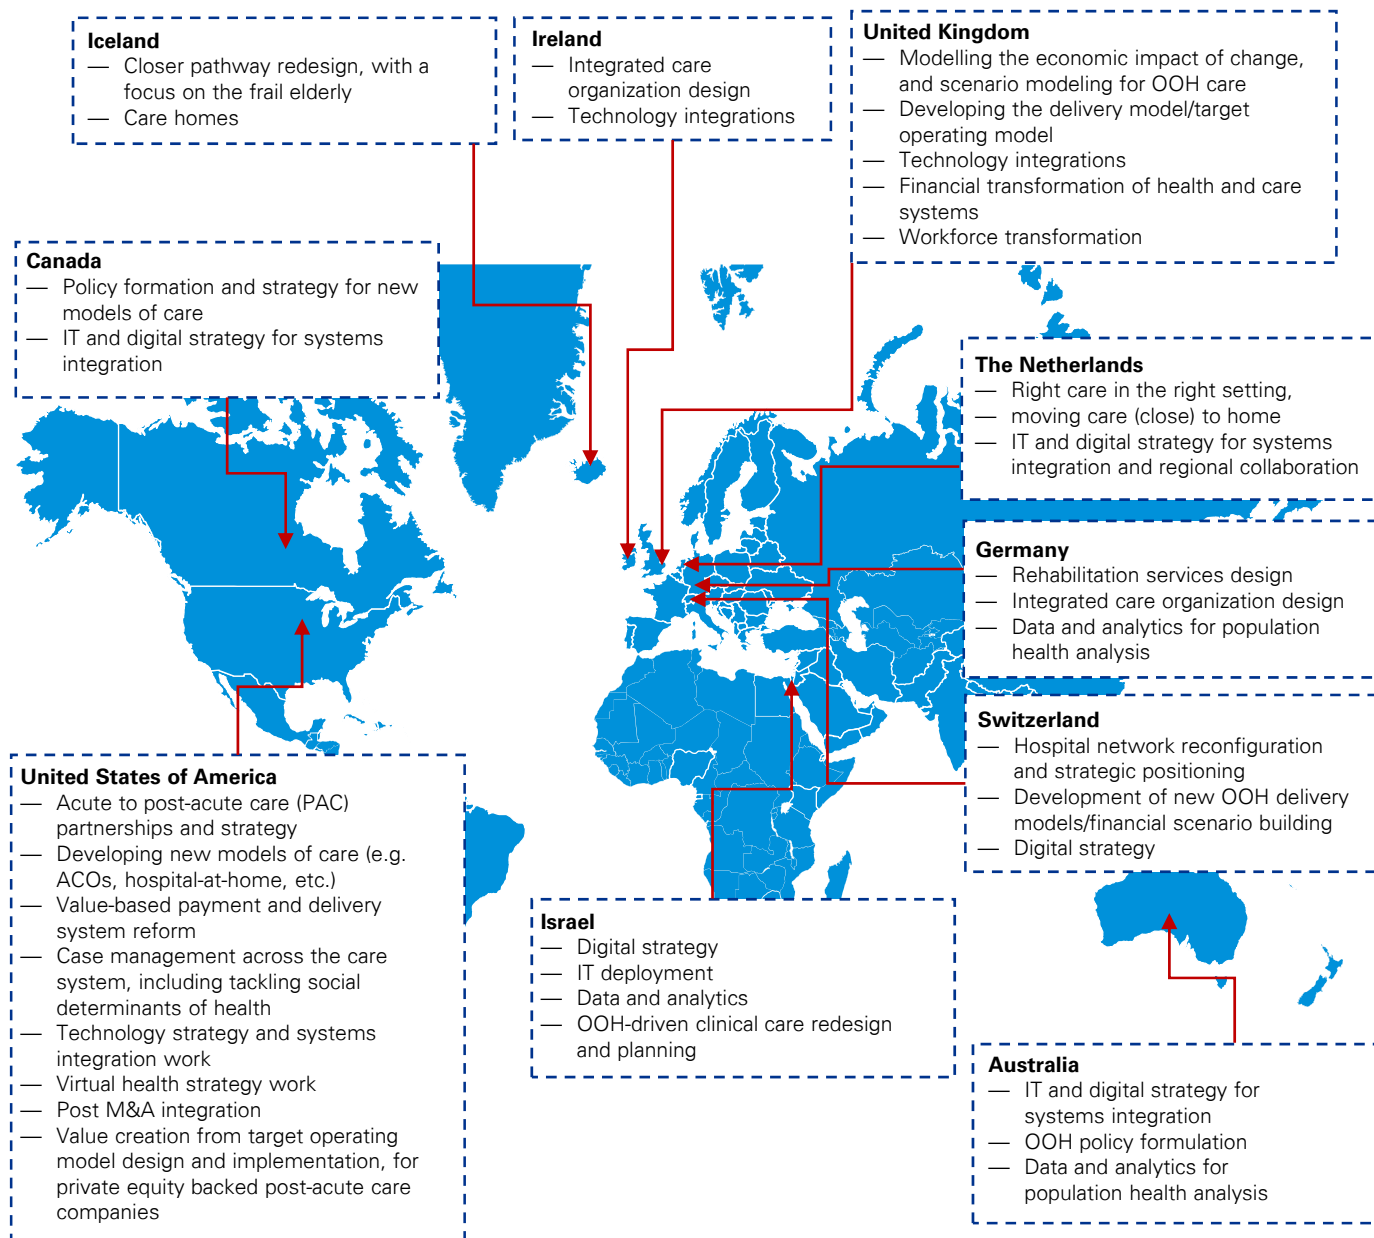 Iceland
— Closer pathway redesign, with a
focus on the frail elderly
— Care homes
Ireland
— Integrated care
organization design
— Technology integrations
United Kingdom
— Modelling the economic impact of change,
and scenario modeling for OOH care
— Developing the delivery model/target
operating model
— Technology integrations
— Financial transformation of health and care
systems
— Workforce transformation
Canada
— Policy formation and strategy for new
models of care
— IT and digital strategy for systems
integration
The Netherlands
— Right care in the right setting,
— moving care (close) to home
— IT and digital strategy for systems
integration and regional collaboration
Germany
— Rehabilitation services design
— Integrated care organization design
— Data and analytics for population
health analysis
Switzerland
— Hospital network reconfiguration
and strategic positioning
— Development of new OOH delivery
models/financial scenario building
— Digital strategy
United States of America
— Acute to post-acute care (PAC)
partnerships and strategy
— Developing new models of care (e.g.
ACOs, hospital-at-home, etc.)
— Value-based payment and delivery
system reform
— Case management across the care
system, including tackling social
determinants of health
— Technology strategy and systems
integration work
— Virtual health strategy work
— Post M&A integration
— Value creation from target operating
model design and implementation, for
private equity backed post-acute care
companies
Israel
— Digital strategy
— IT deployment
— Data and analytics
— OOH-driven clinical care redesign
and planning
Australia
— IT and digital strategy for
systems integration
— OOH policy formulation
— Data and analytics for
population health analysis